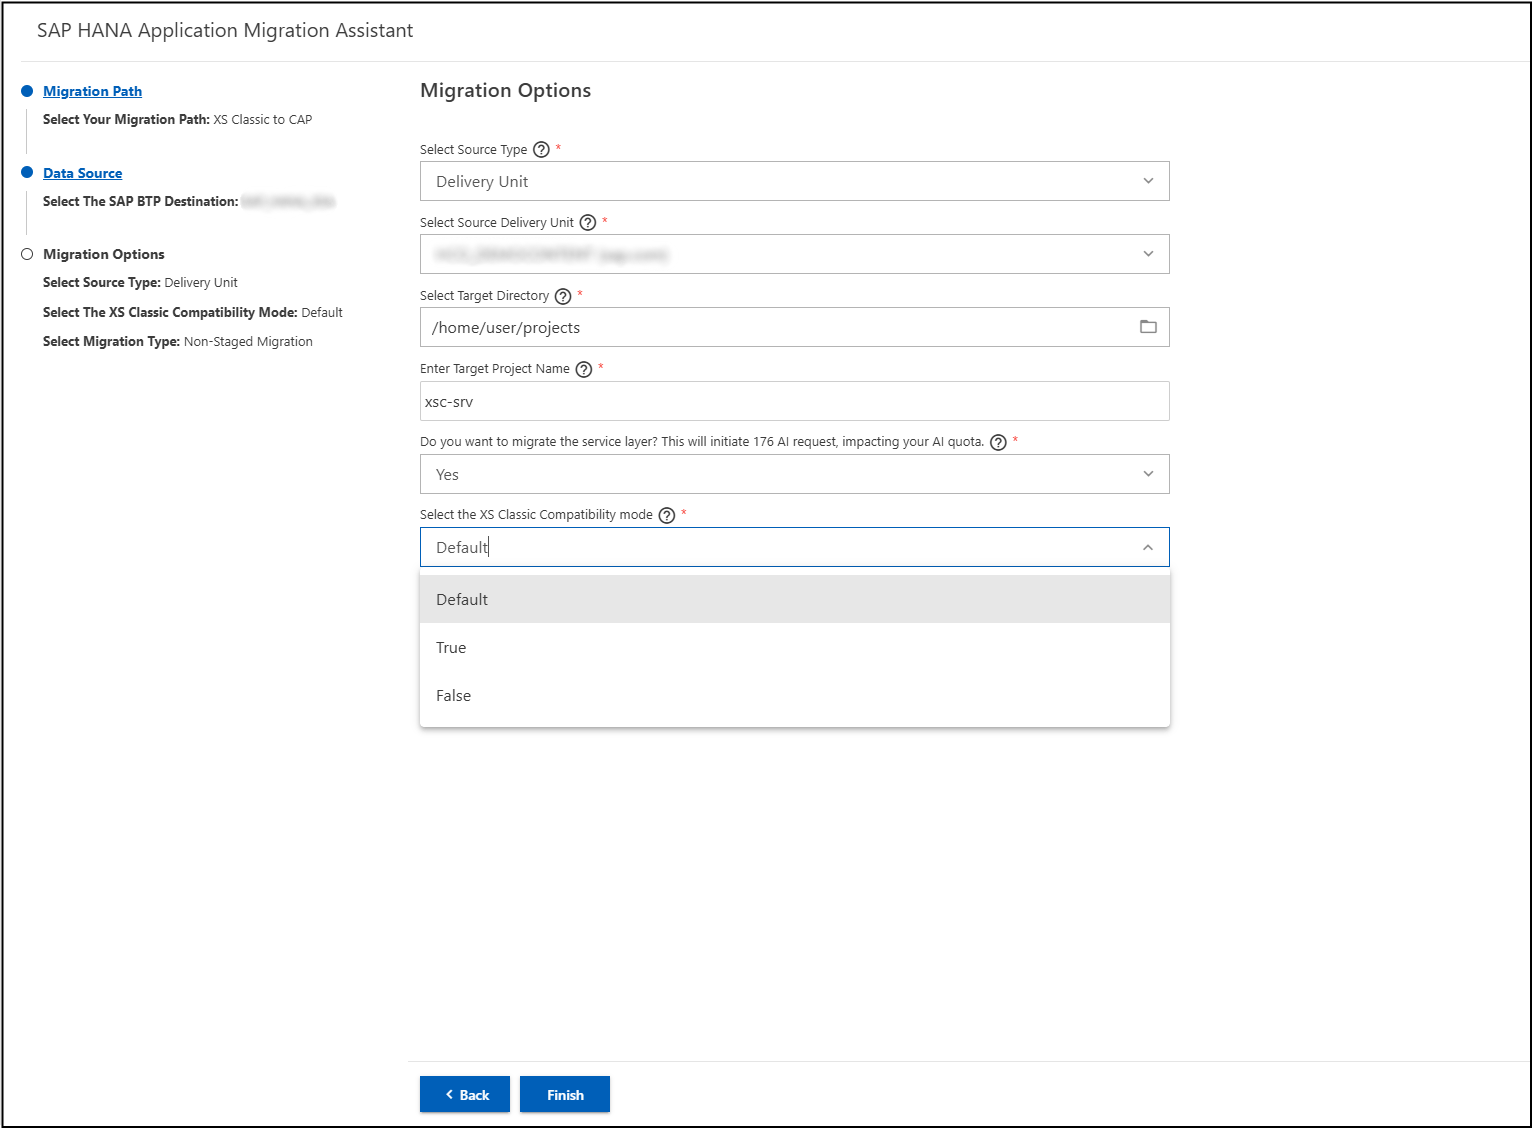 SAP HANA Application Migration Assistant
Migration Path
Select Your Migration Path: XS Classic to CAP
Data Source
Select The SAP BTP Destination:
Migration Options
Select Source Type: Delivery Unit
Select The XS Classic Compatibility Mode: Default
Select Migration Type: Non-Staged Migration
Migration Options
Select Source Type ? *
Delivery Unit
Select Source Delivery Unit ? *
Select Target Directory ? *
/home/user/projects
Enter Target Project Name ? *
xsc-srv
Do you want to migrate the service layer? This will initiate 176 AI request, impacting your AI quota. ? *
Yes
Select the XS Classic Compatibility mode ? *
Default
Default
True
False
Back
Finish